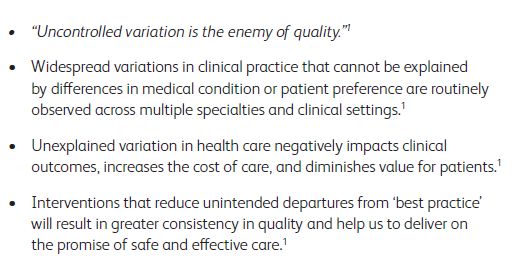 • “Uncontrolled variation is the enemy of quality.”¹
• Widespread variations in clinical practice that cannot be explained
by differences in medical condition or patient preference are routinely
observed across multiple specialties and clinical settings.¹
• Unexplained variation in health care negatively impacts clinical
outcomes, increases the cost of care, and diminishes value for patients.¹
• Interventions that reduce unintended departures from ‘best practice’
will result in greater consistency in quality and help us to deliver on
the promise of safe and effective care.¹